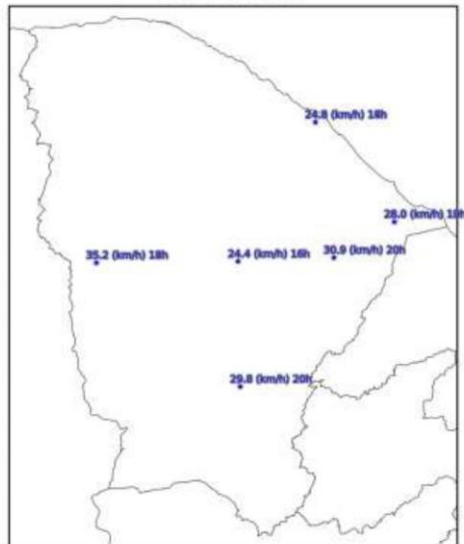 24.8 (km/h) 18h
28.0 (km/h) 19h
35.2 (km/h) 18h
24.4 (km/h) 16h
30.9 (km/h) 20h
29.8 (km/h) 20h